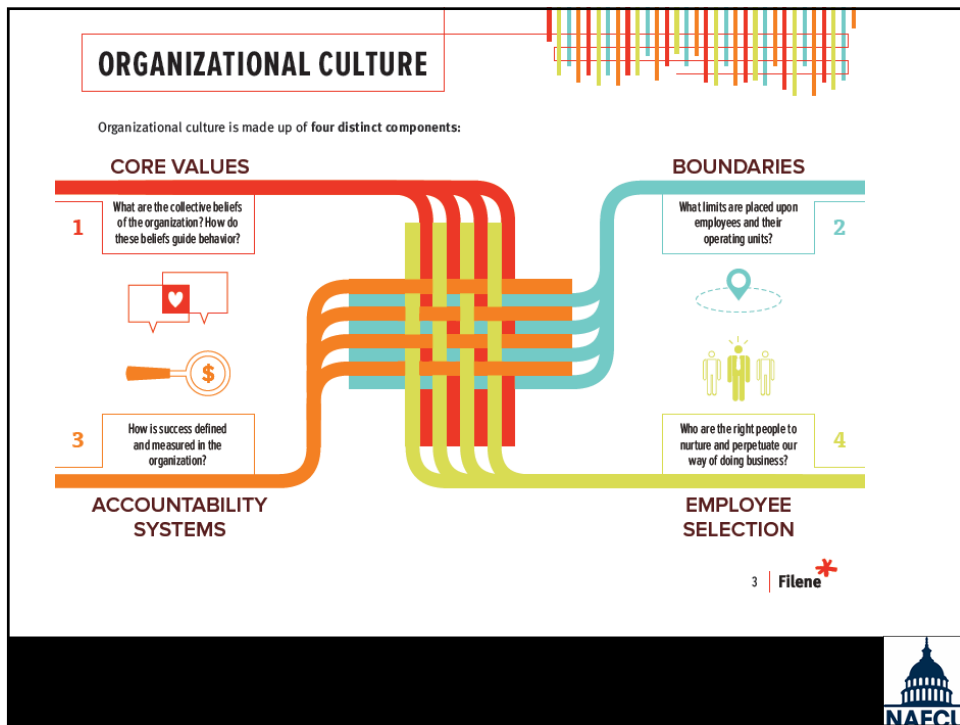 ORGANIZATIONAL CULTURE
Organizational culture is made up of four distinct components:
CORE VALUES
1
What are the collective beliefs
of the organization? How do
these beliefs guide behavior?
BOUNDARIES
What limits are placed upon
employees and their
operating units?
2
$
3
How is success defined
and measured in the
organization?
ACCOUNTABILITY
SYSTEMS
Who are the right people to
nurture and perpetuate our
way of doing business?
4
EMPLOYEE
SELECTION
3
Filene
NAFCU